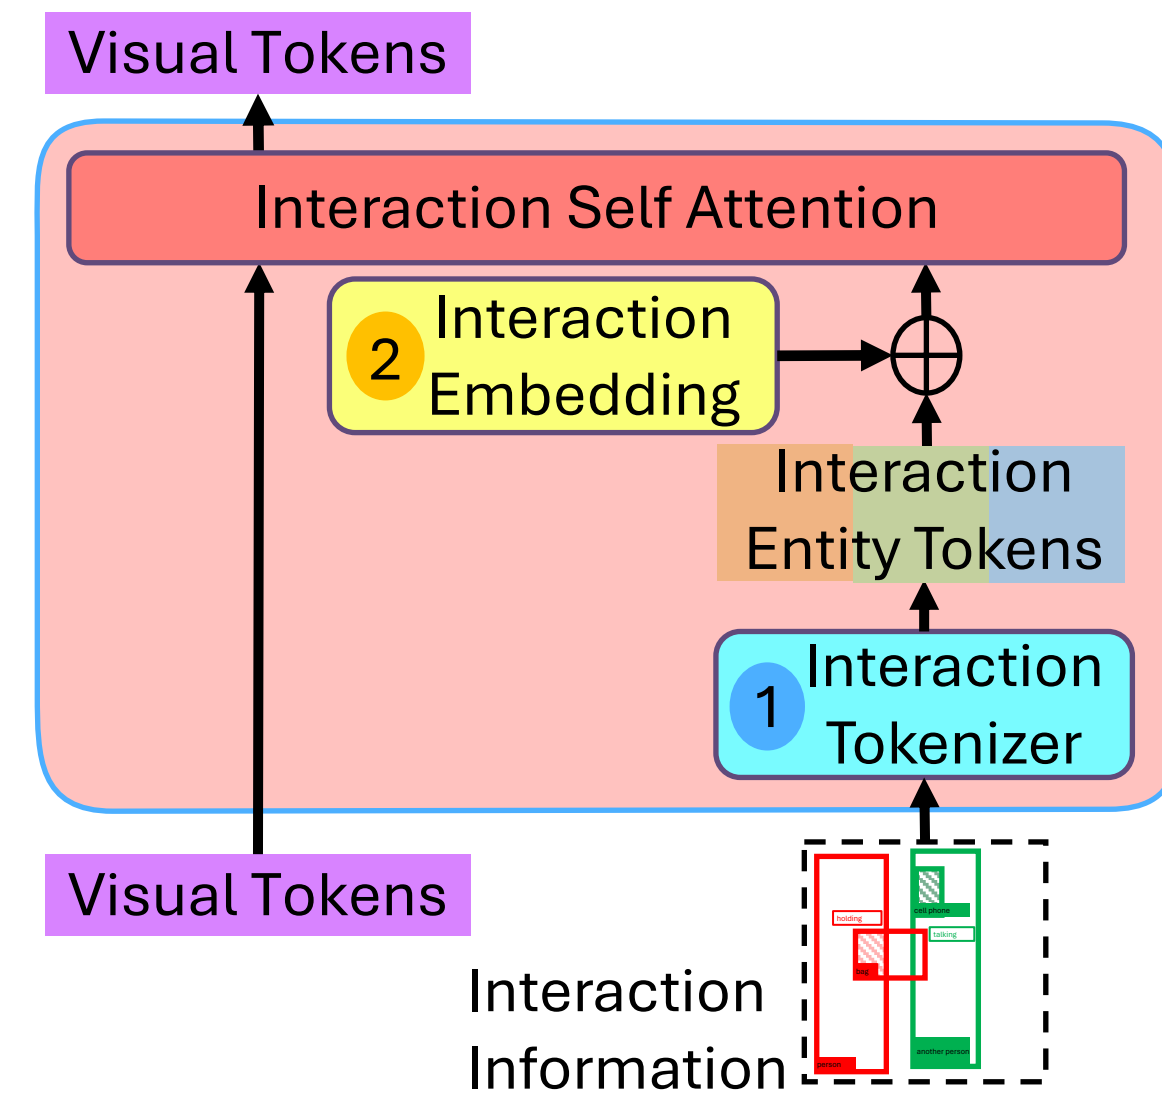 Visual Tokens
Interaction Self Attention
2
Interaction
Embedding
Interaction
Entity Tokens
1
Interaction
Tokenizer
Visual Tokens
Interaction
Information
cell phone
holding
talking
bag
another person
person